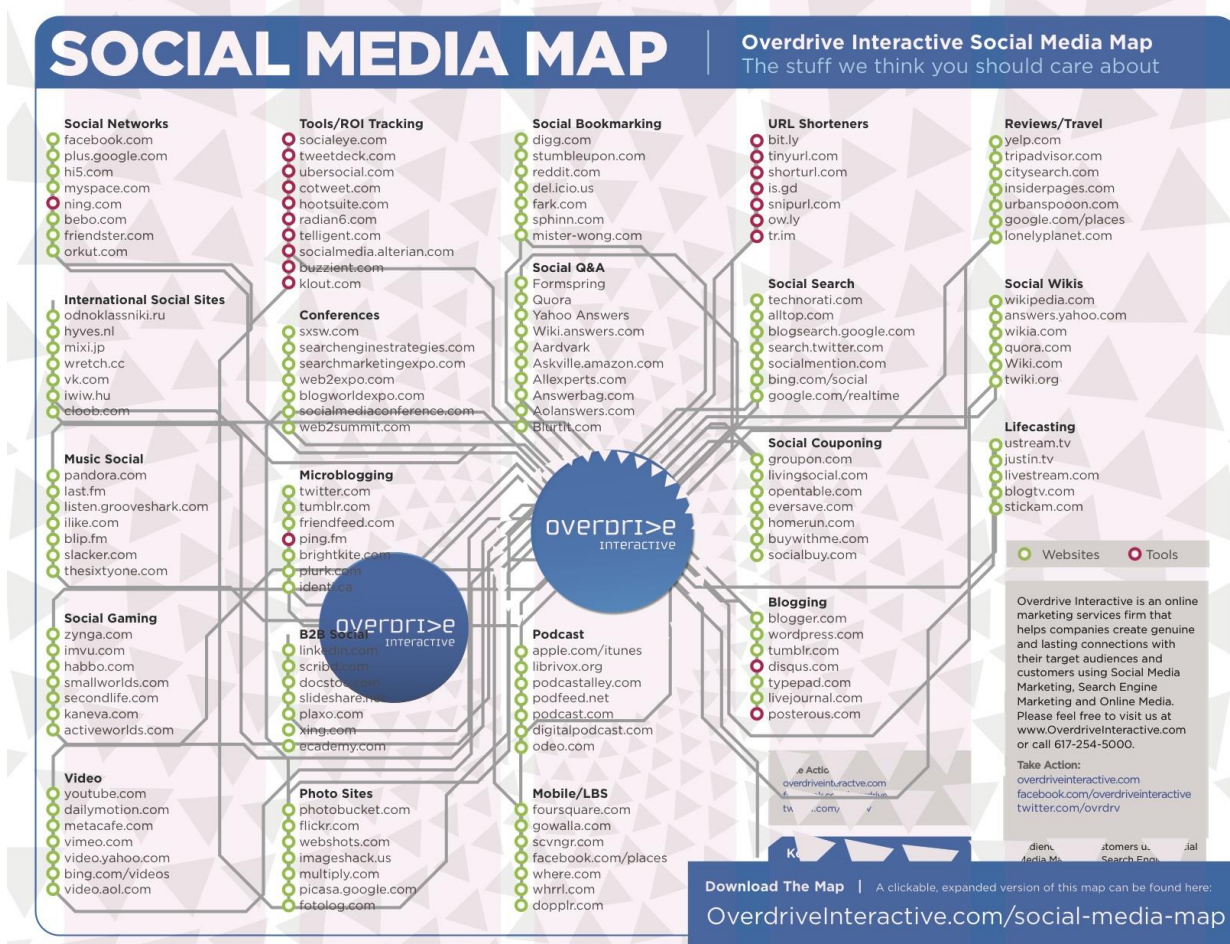 SOCIAL MEDIA MAP
Overdrive Interactive Social Media Map
The stuff we think you should care about
Social Networks
facebook.com
plus.google.com
hi5.com
myspace.com
ning.com
bebo.com
friendster.com
orkut.com
International Social Sites
odnoklassniki.ru
hyves.nl
mixi.jp
wretch.cc
vk.com
iwiw.hu
cloob.com
Music Social
pandora.com
last.fm
listen.grooveshark.com
ilike.com
blip.fm
slacker.com
thesixtyone.com
Social Gaming
zynga.com
imvu.com
habbo.com
smallworlds.com
secondlife.com
kaneva.com
activeworlds.com
Video
youtube.com
dailymotion.com
metacafe.com
vimeo.com
video.yahoo.com
bing.com/videos
video.aol.com
Tools/ROI Tracking
socialeye.com
tweetdeck.com
ubersocial.com
cotweet.com
hootsuite.com
radian6.com
telligent.com
socialmedia.alterian.com
buzzient.com
klout.com
Conferences
sxsw.com
searchenginestrategies.com
searchmarketingexpo.com
web2expo.com
blogworldexpo.com
socialmediaconference.com
web2summit.com
Microblogging
twitter.com
tumblr.com
friendfeed.com
ping.fm
brightkite.com
plurk.com
identi.ca
overdri>e
interactive
B2B Social
linkedin.com
scribd.com
docstoc.com
slideshare.n
plaxo.com
xing.com
ecademy.com
Photo Sites
photobucket.com
flickr.com
webshots.com
imageshack.us
multiply.com
picasa.google.com
fotolog.com
Social Bookmarking
digg.com
stumbleupon.com
reddit.com
del.icio.us
fark.com
sphinn.com
mister-wong.com
Social Q&A
Formspring
Quora
Yahoo Answers
Wiki.answers.com
Aardvark
Askville.amazon.com
Allexperts.com
Answerbag.com
Aolanswers.com
Blurtit.com
overdri>e
interactive
Podcast
apple.com/itunes
librivox.org
podcastalley.com
podfeed.net
podcast.com
digitalpodcast.com
odeo.com
Mobile/LBS
foursquare.com
gowalla.com
scvngr.com
facebook.com/places
where.com
whrrl.com
dopplr.com
URL Shorteners
bit.ly
tinyurl.com
shorturl.com
is.gd
snipurl.com
ow.ly
tr.im
Social Search
technorati.com
alltop.com
blogsearch.google.com
search.twitter.com
socialmention.com
bing.com/social
google.com/realtime
Social Couponing
groupon.com
livingsocial.com
opentable.com
eversave.com
homerun.com
buywithme.com
socialbuy.com
Blogging
blogger.com
wordpress.com
tumblr.com
disqus.com
typepad.com
livejournal.com
posterous.com
overdriveinteractve.com
Reviews/Travel
yelp.com
tripadvisor.com
citysearch.com
insiderpages.com
urbanspooon.com
google.com/places
lonelyplanet.com
Social Wikis
wikipedia.com
answers.yahoo.com
wikia.com
quora.com
Wiki.com
twiki.org
Lifecasting
ustream.tv
justin.tv
livestream.com
blogtv.com
stickam.com
Websites Tools
Overdrive Interactive is an online
marketing services firm that
helps companies create genuine
and lasting connections with
their target audiences and
customers using Social Media
Marketing, Search Engine
Marketing and Online Media.
Please feel free to visit us at
www.OverdriveInteractive.com
or call 617-254-5000.
Take Action:
overdriveinteractive.com
facebook.com/overdriveinteractive
twitter.com/ovrdrv
Search
Download The Map | A clickable, expanded version of this map can be found here:
OverdriveInteractive.com/social-media-map